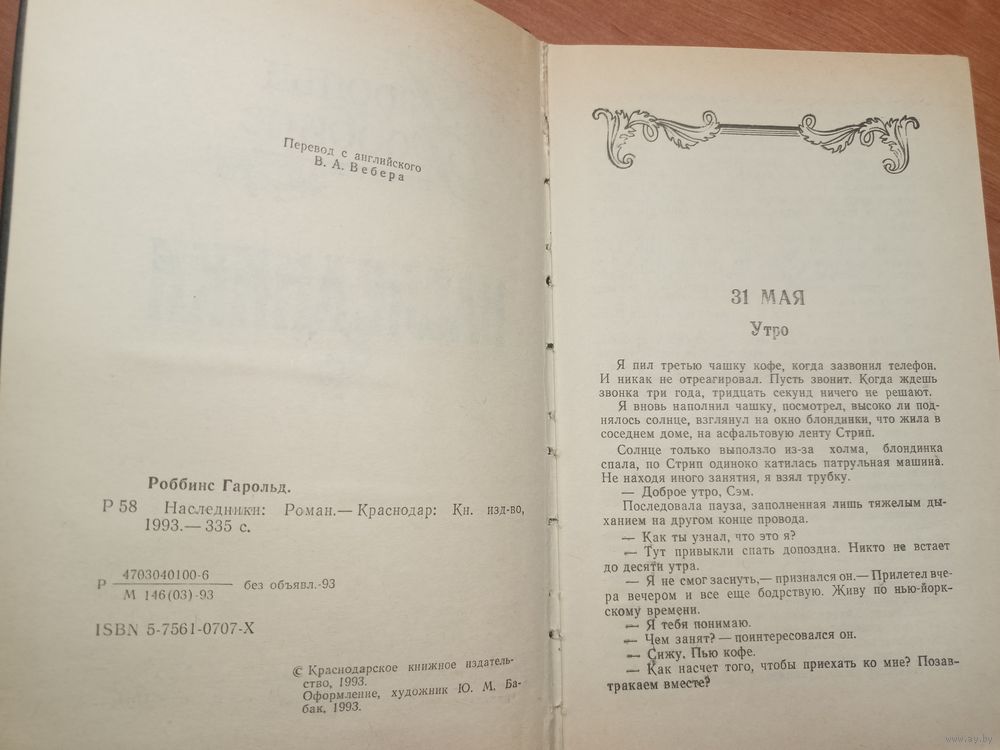 Перевод с английского
В. А. Вебера
Роббинс Гарольд.
Р 58 Наследники: Роман.— Краснодар: Кн. изд-во,
1993.— 335 с.
Р 4703040100-6 без объявл.-93
М 146(03)-93
ISBN 5-7561-0707-X
© Краснодарское книжное издатель-
ство, 1993.
Оформление, художник Ю. М. Ба-
бак, 1993.
31 МАЯ
Утро
Я пил третью чашку кофе, когда зазвонил телефон.
И никак не отреагировал. Пусть звонит. Когда ждешь
звонка три года, тридцать секунд ничего не решают.
Я вновь наполнил чашку, посмотрел, высоко ли под-
нялось солнце, взглянул на окно блондинки, что жила в
соседнем доме, на асфальтовую ленту Стрип.
Солнце только выползло из-за холма, блондинка
спала, по Стрип одиноко катилась патрульная машина.
Не находя иного занятия, я взял трубку.
— Доброе утро, Сэм.
Последовала пауза, заполненная лишь тяжелым ды-
ханием на другом конце провода.
— Как ты узнал, что это я?
— Тут привыкли спать допоздна. Никто не встает
до десяти утра.
— Я не смог заснуть,— признался он.— Прилетел вче-
ра вечером и все еще бодрствую. Живу по нью-йорк-
скому времени.
— Я тебя понимаю.
— Чем занят? — поинтересовался он.
— Сижу. Пью кофе.
— Как насчет того, чтобы приехать ко мне? Позав-
тракаем вместе?
www.ay.by